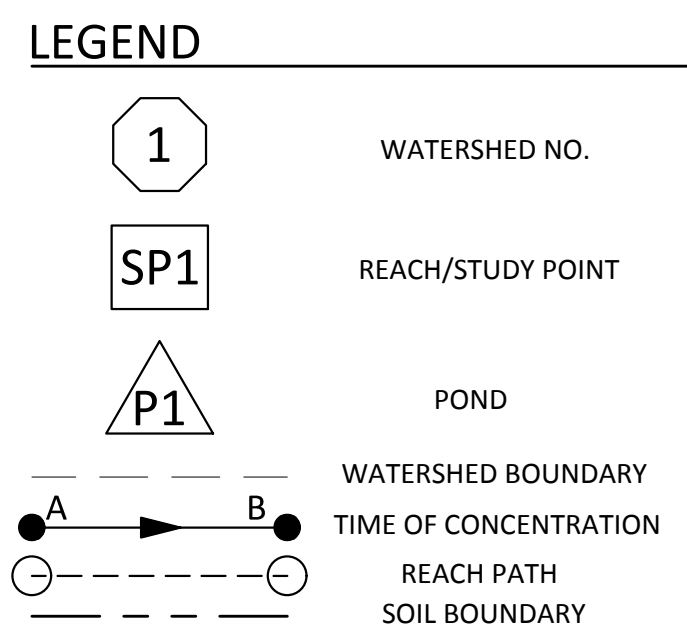 LEGEND
1 WATERSHED NO.
SP1 REACH/STUDY POINT
P1 POND
WATERSHED BOUNDARY
A B TIME OF CONCENTRATION
REACH PATH
SOIL BOUNDARY